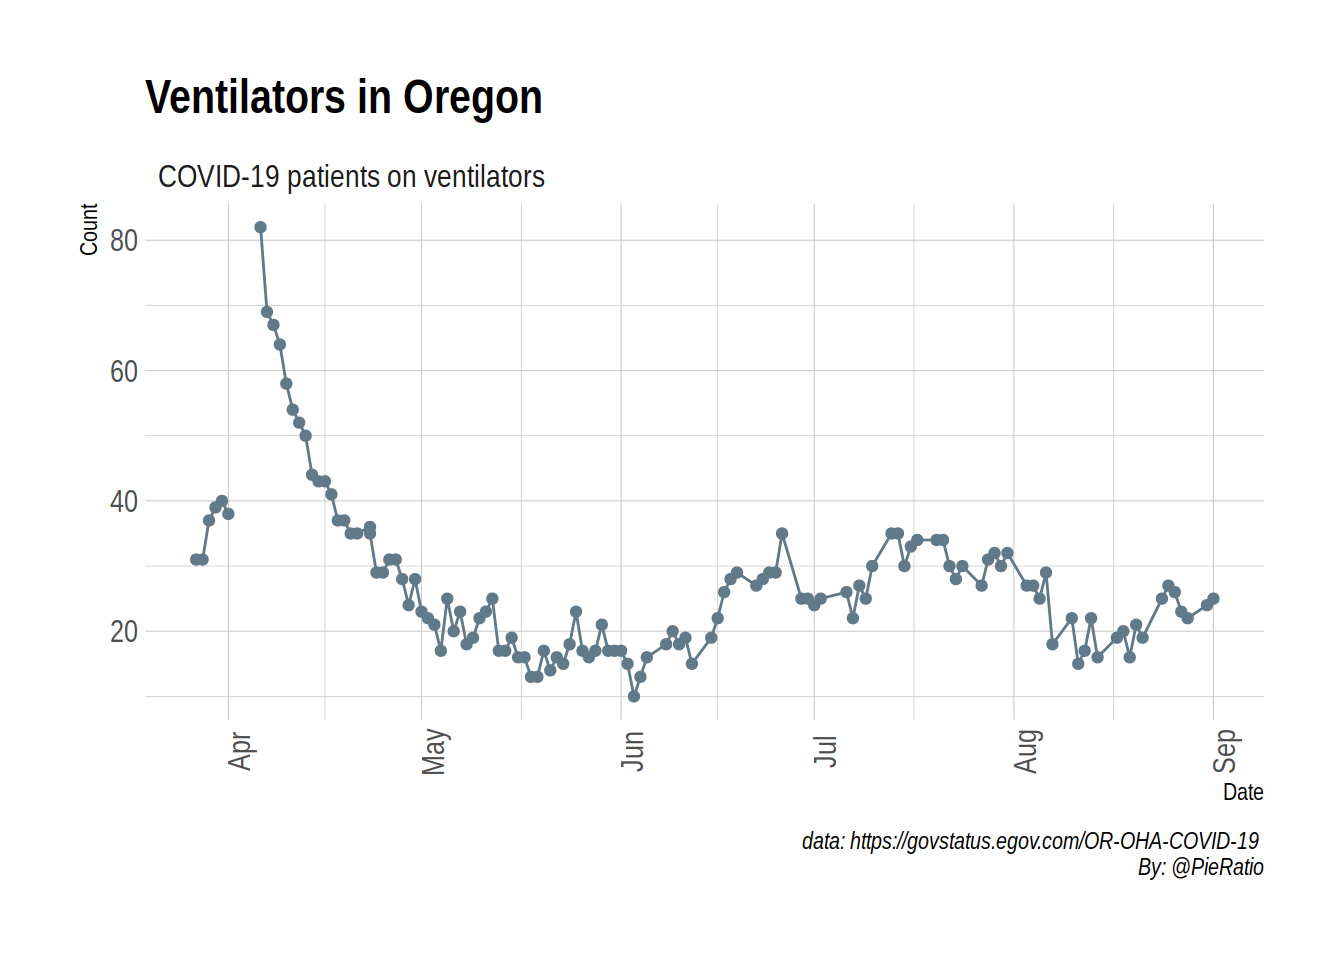 Ventilators in Oregon
COVID-19 patients on ventilators
Count
80
60
40
20
Apr
May
Jun
Jul
Aug
Sep
Date
data: https://govstatus.egov.com/OR-OHA-COVID-19
By: @PieRatio